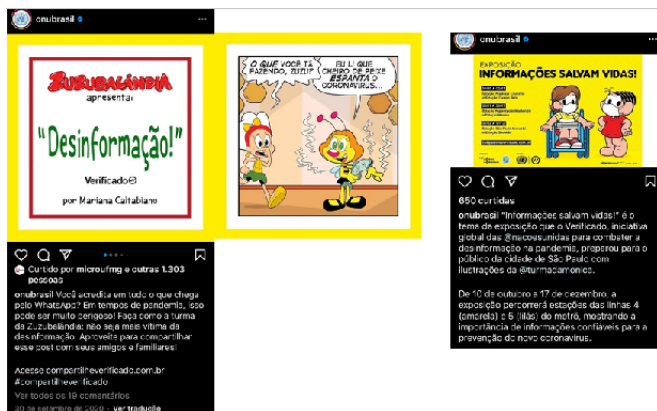 onubrasil
ZUZUBALÂNDIA
apresenta:
"Desinformação!"
Verificado
por Mariana Caltabiano
O QUE VOCÊ TÁ
FAZENDO, ZUZU?
EU LI QUE
CHEIRO DE PEIXE
ESPANTA O
CORONAVÍRUS...
Curtido por microufmg e outras 1.303
pessoas
onubrasil Você acredita em tudo o que chega
pelo WhatsApp? Em tempos de pandemia, isso
pode ser muito perigoso! Faça como a turma
da Zuzubalândia: não seja mais vítima da
desinformação. Aproveite para compartilhar
esse post com seus amigos e familiares!
Acesse compartilheverificado.com.br
#compartilheverificado
Ver todos os 19 comentários
30 de setembro de 2020 · Ver tradução
onubrasil
EXPOSIÇÃO
INFORMAÇÕES SALVAM VIDAS!
650 curtidas
onubrasil "Informações salvam vidas!" é o
tema da exposição que o Verificado, iniciativa
global das @nacoesunidas para combater a
desinformação na pandemia, preparou para o
público da cidade de São Paulo com
ilustrações da @turmadamonica.
De 10 de outubro a 17 de dezembro, a
exposição percorrerá estações das linhas 4
(amarela) e 5 (lilás) do metrô, mostrando a
importância de informações confiáveis para a
prevenção do novo coronavírus.